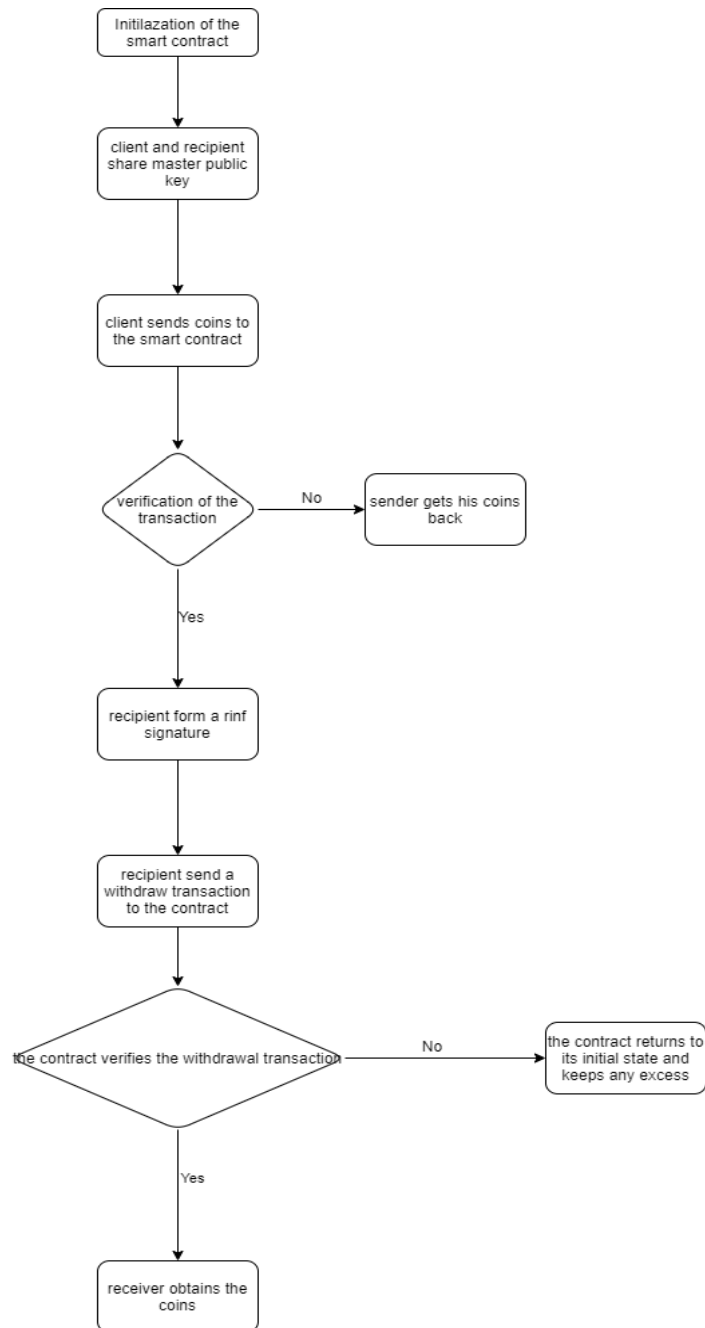 Initilazation of the
smart contract
client and recipient
share master public
key
client sends coins to
the smart contract
verification of the
transaction
No
sender gets his coins
back
Yes
recipient form a rinf
signature
recipient send a
withdraw transaction
to the contract
the contract verifies the withdrawal transaction
No
the contract returns to
its initial state and
keeps any excess
Yes
receiver obtains the
coins